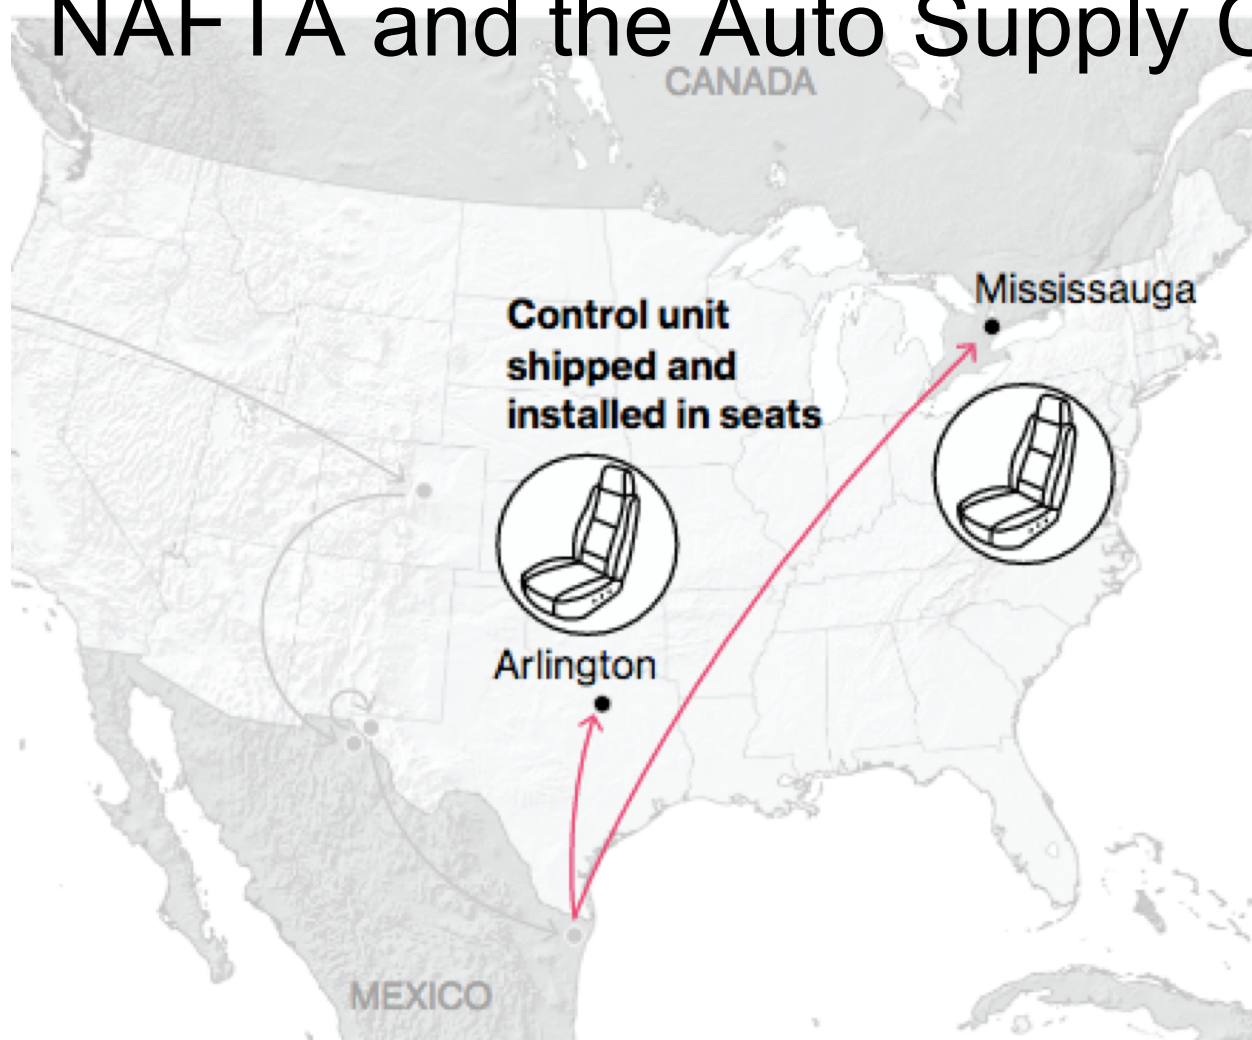 NAFTA and the Auto Supply
CANADA
Mississauga
Control unit
shipped and
installed in seats
Arlington
MEXICO